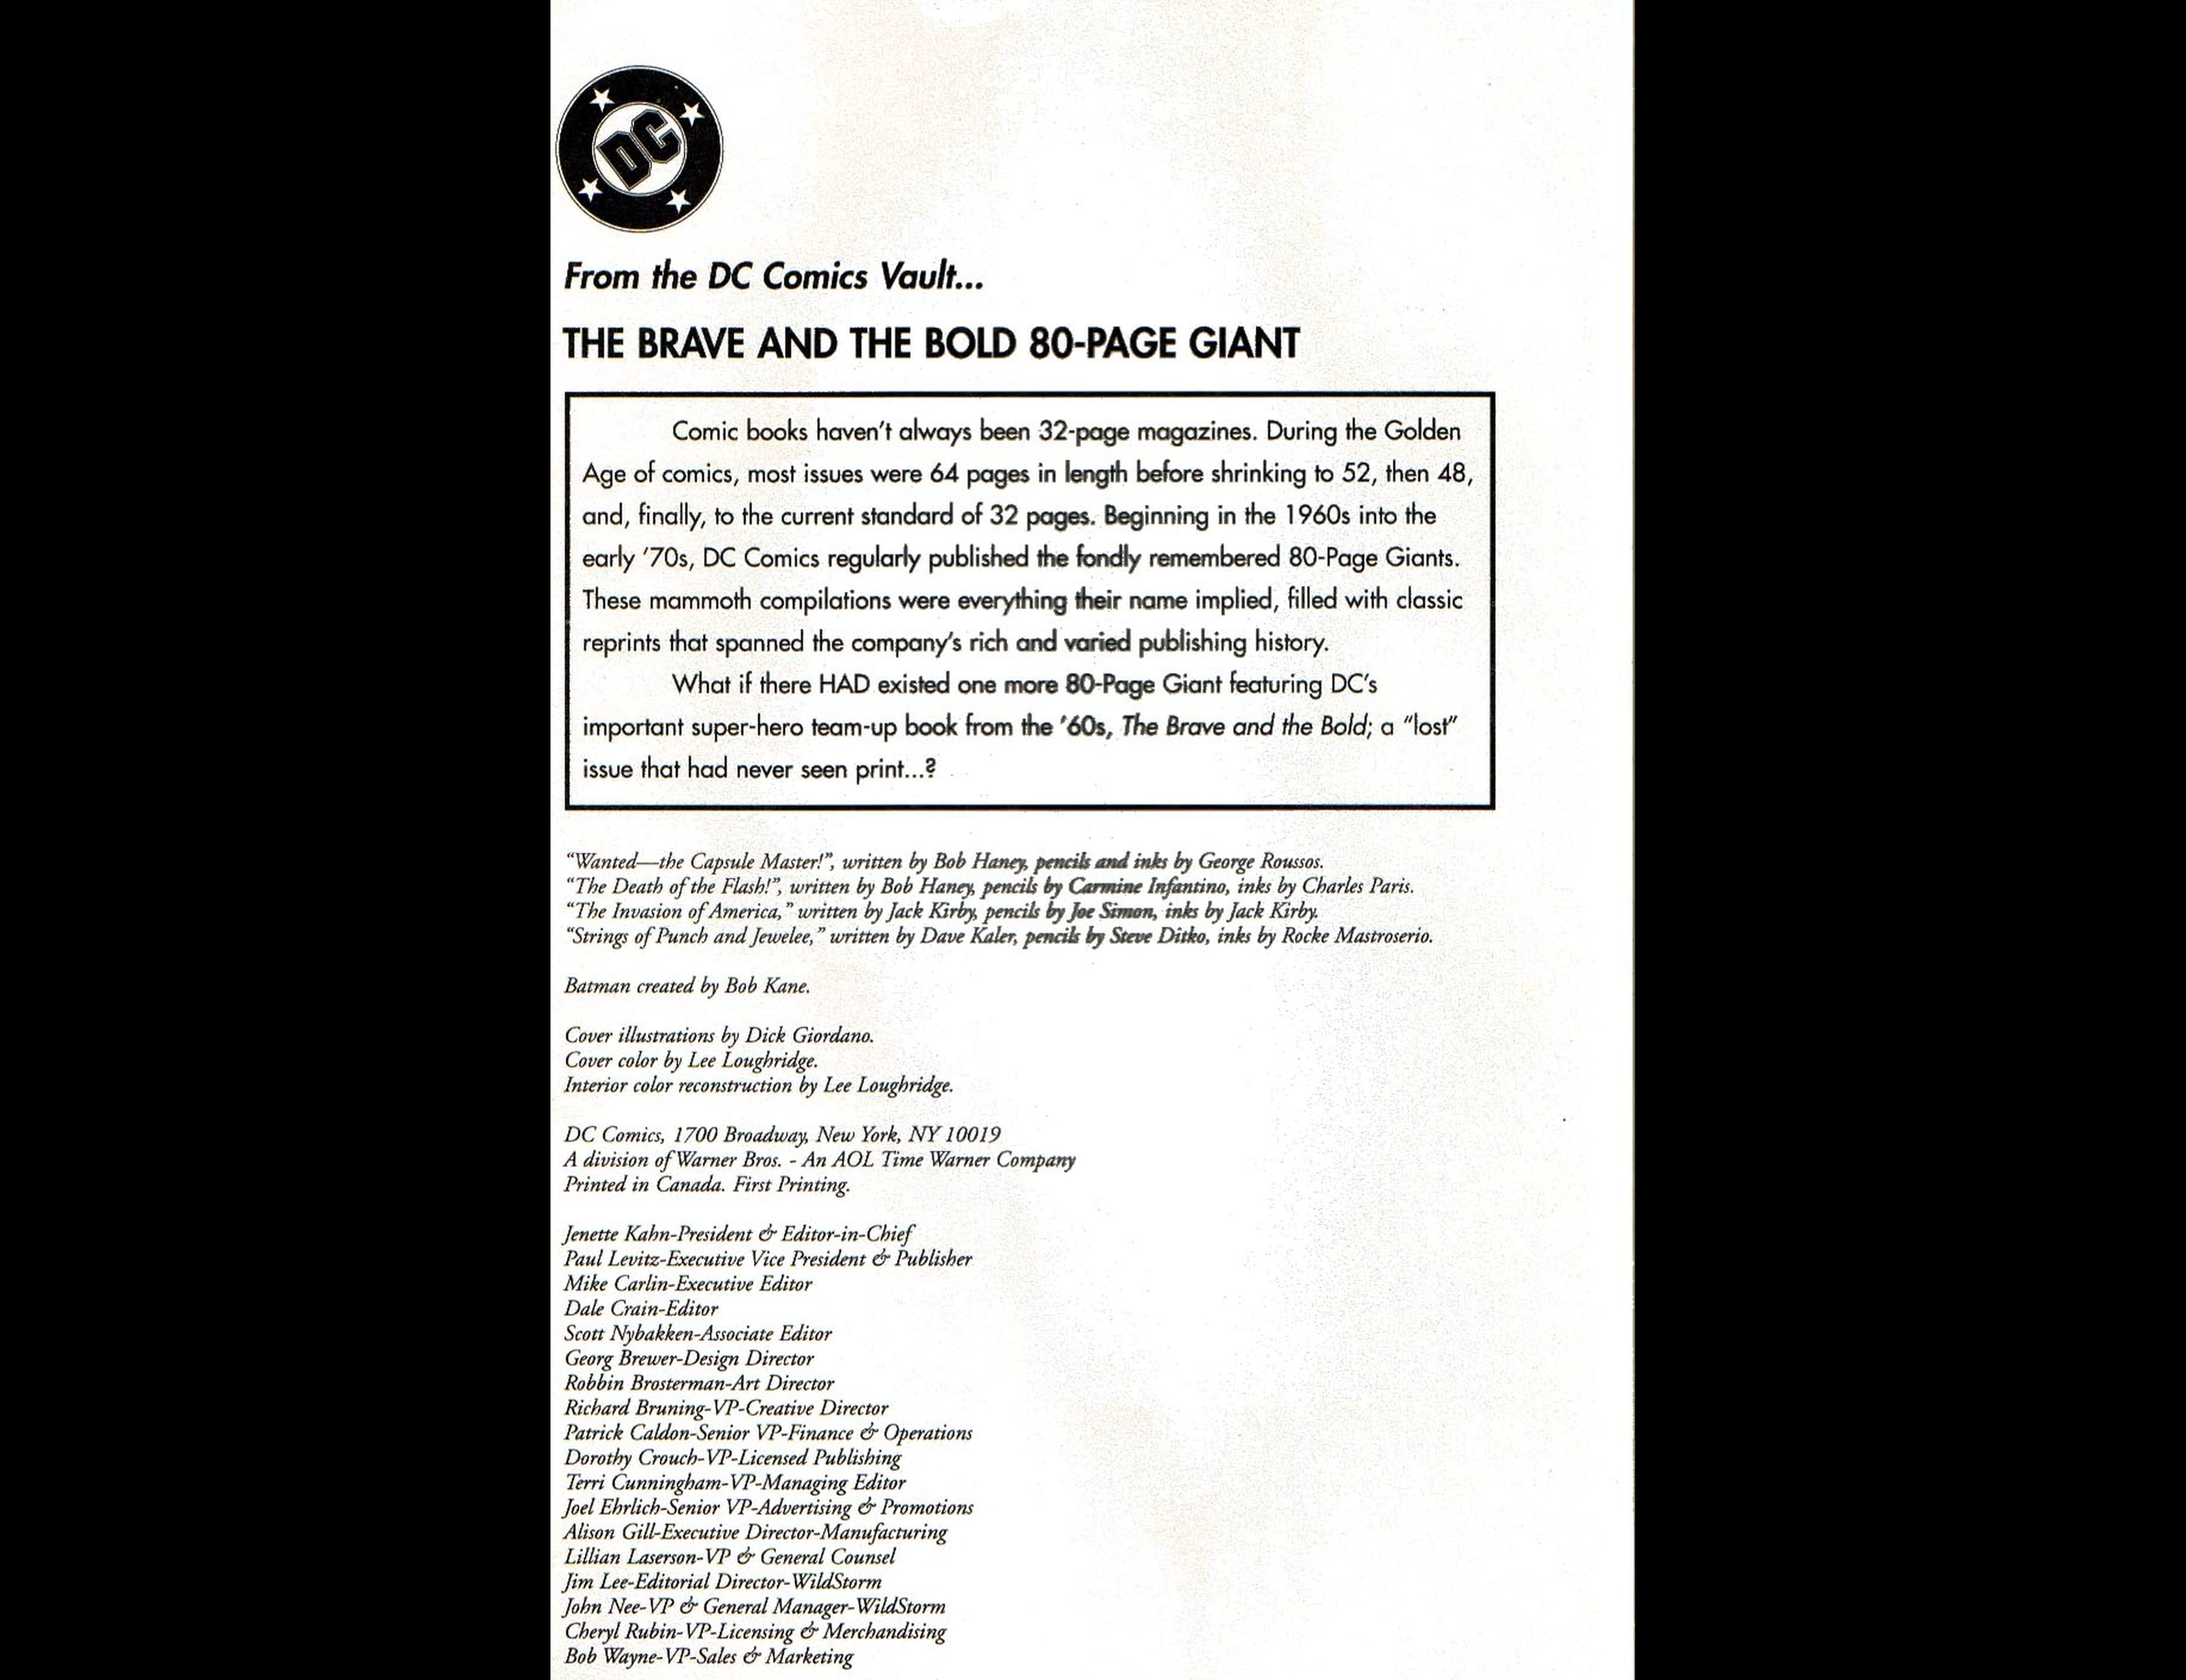 DC
From the DC Comics Vault...
THE BRAVE AND THE BOLD 80-PAGE GIANT
Comic books haven't always been 32-page magazines. During the Golden
Age of comics, most issues were 64 pages in length before shrinking to 52, then 48,
and, finally, to the current standard of 32 pages. Beginning in the 1960s into the
early '70s, DC Comics regularly published the fondly remembered 80-Page Giants.
These mammoth compilations were everything their name implied, filled with classic
reprints that spanned the company's rich and varied publishing history.
What if there HAD existed one more 80-Page Giant featuring DC's
important super-hero team-up book from the '60s, The Brave and the Bold; a "lost"
issue that had never seen print...?
"Wanted—the Capsule Master!", written by Bob Haney, pencils and inks by George Roussos.
"The Death of the Flash!", written by Bob Haney, pencils by Carmine Infantino, inks by Charles Paris.
"The Invasion of America," written by Jack Kirby, pencils by Joe Simon, inks by Jack Kirby.
"Strings of Punch and Jewelee," written by Dave Kaler, pencils by Steve Ditko, inks by Rocke Mastroserio.
Batman created by Bob Kane.
Cover illustrations by Dick Giordano.
Cover color by Lee Loughridge.
Interior color reconstruction by Lee Loughridge.
DC Comics, 1700 Broadway, New York, NY 10019
A division of Warner Bros. - An AOL Time Warner Company
Printed in Canada. First Printing.
Jenette Kahn-President & Editor-in-Chief
Paul Levitz-Executive Vice President & Publisher
Mike Carlin-Executive Editor
Dale Crain-Editor
Scott Nybakken-Associate Editor
Georg Brewer-Design Director
Robbin Brosterman-Art Director
Richard Bruning-VP-Creative Director
Patrick Caldon-Senior VP-Finance & Operations
Dorothy Crouch-VP-Licensed Publishing
Terri Cunningham-VP-Managing Editor
Joel Ehrlich-Senior VP-Advertising & Promotions
Alison Gill-Executive Director-Manufacturing
Lillian Laserson-VP & General Counsel
Jim Lee-Editorial Director-WildStorm
John Nee-VP & General Manager-WildStorm
Cheryl Rubin-VP-Licensing & Merchandising
Bob Wayne-VP-Sales & Marketing